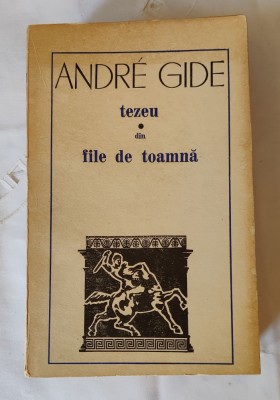 ANDRÉ GIDE
tezeu
•
din
file de toamnă